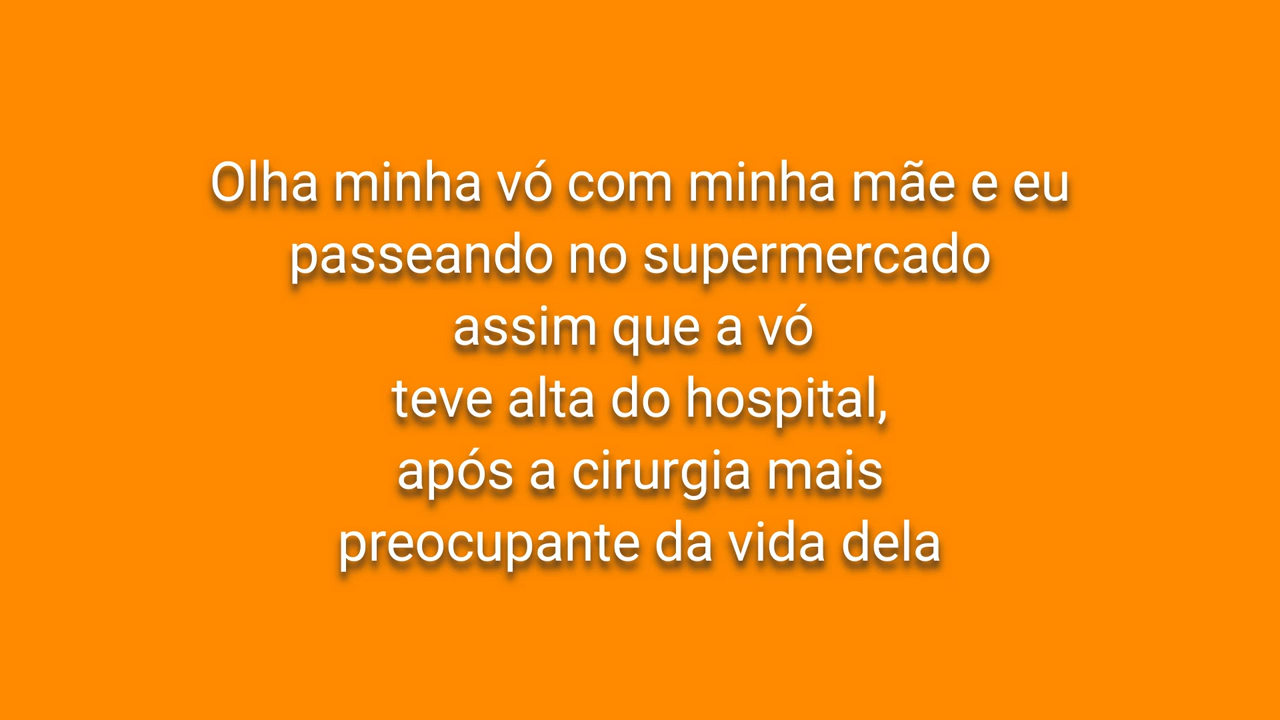 Olha minha vó com minha mãe e eu
passeando no supermercado
assim que a vó
teve alta do hospital,
após a cirurgia mais
preocupante da vida dela